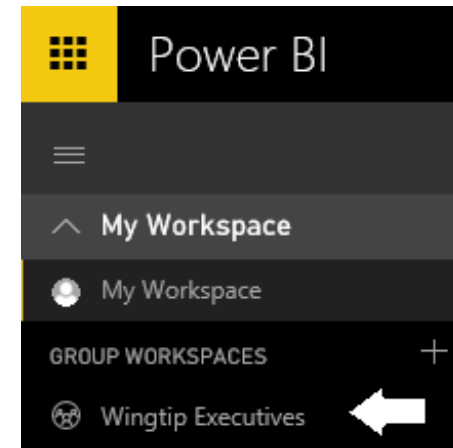 Power BI
My Workspace
My Workspace
GROUP WORKSPACES
Wingtip Executives